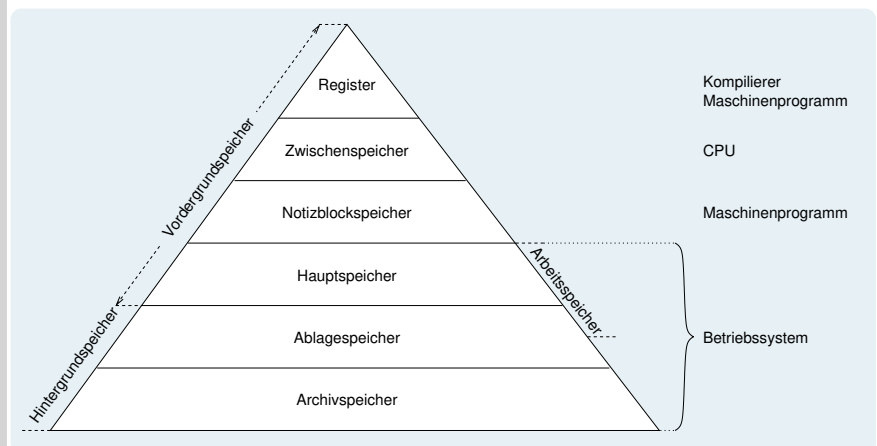 Register
Kompilierer
Maschinenprogramm
Vordergrundspeicher
Zwischenspeicher
CPU
Notizblockspeicher
Maschinenprogramm
Hauptspeicher
Arbeitsspeicher
Hintergrundspeicher
Ablagespeicher
Betriebssystem
Archivspeicher